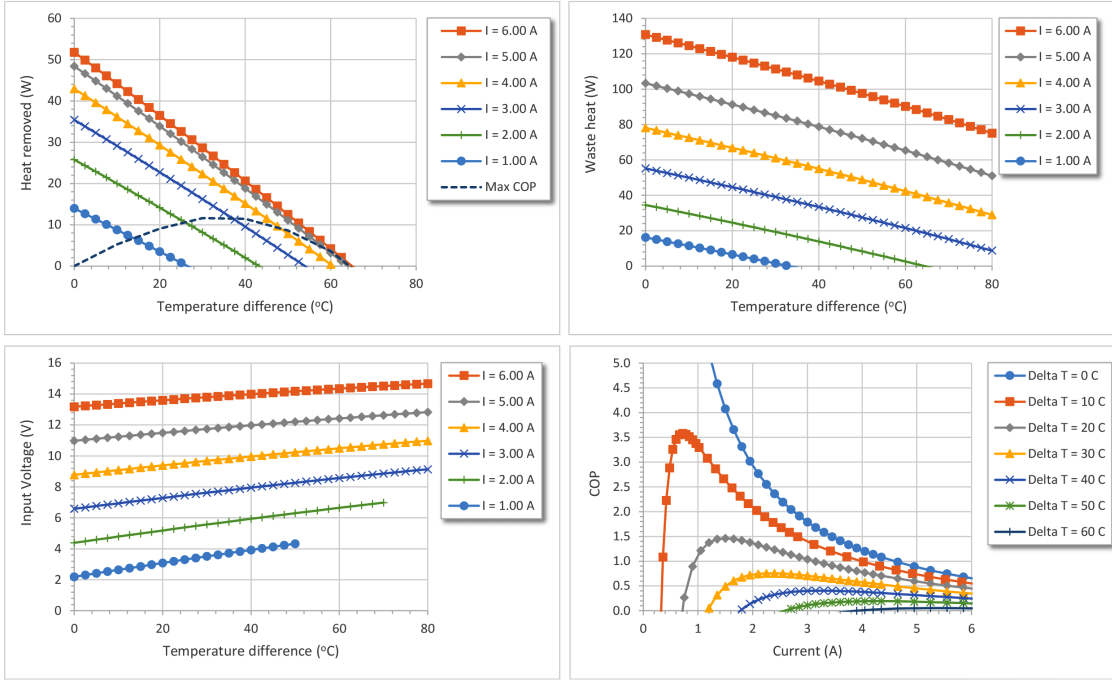 60
50
40
30
20
10
0
Heat removed (W)
0
20
40
60
80
Temperature difference (°C)
I = 6.00 A
I = 5.00 A
I = 4.00 A
I = 3.00 A
I = 2.00 A
I = 1.00 A
Max COP
140
120
100
80
60
40
20
0
Waste heat (W)
0
20
40
60
80
Temperature difference (°C)
I = 6.00 A
I = 5.00 A
I = 4.00 A
I = 3.00 A
I = 2.00 A
I = 1.00 A
16
14
12
10
8
6
4
2
0
Input Voltage (V)
0
20
40
60
80
Temperature difference (°C)
I = 6.00 A
I = 5.00 A
I = 4.00 A
I = 3.00 A
I = 2.00 A
I = 1.00 A
5.0
4.5
4.0
3.5
3.0
2.5
2.0
1.5
1.0
0.5
0.0
COP
0
1
2
3
4
5
6
Current (A)
Delta T = 0 C
Delta T = 10 C
Delta T = 20 C
Delta T = 30 C
Delta T = 40 C
Delta T = 50 C
Delta T = 60 C